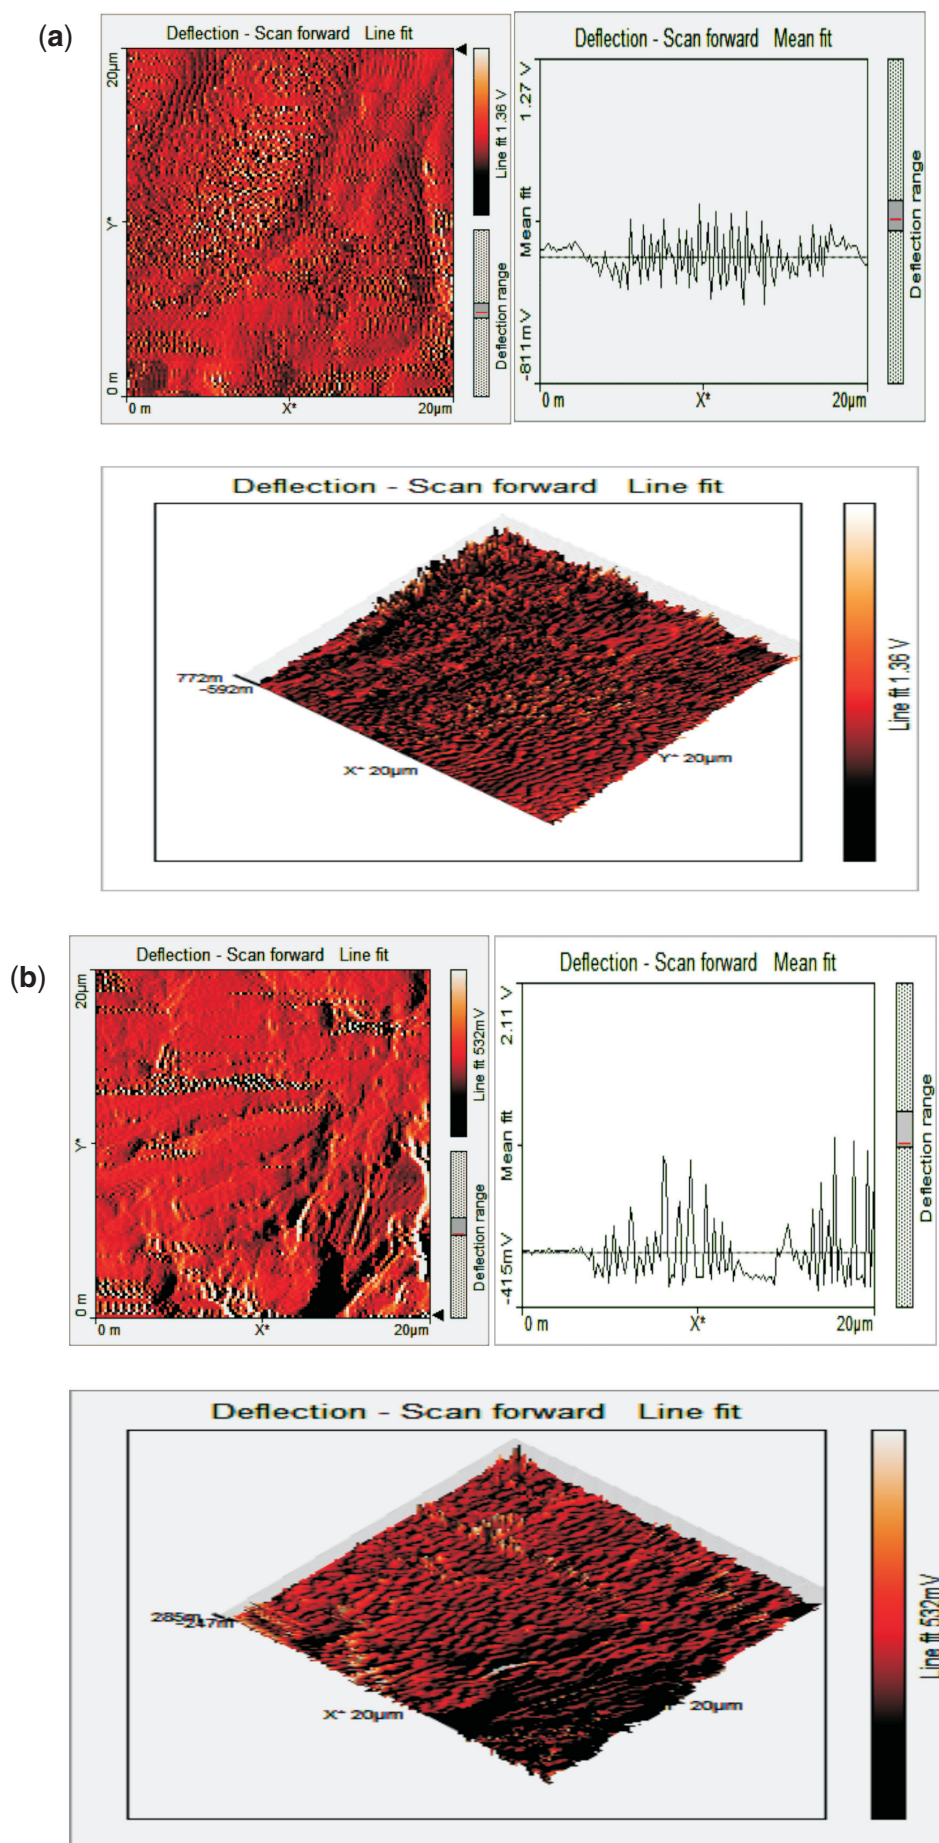 (a)
Deflection - Scan forward Line fit
20µm
Y*
0 m
0 m X* 20µm
Line fit 1.36 V
Deflection range
Deflection - Scan forward Mean fit
1.27 V
Mean fit
-811mV
0 m X* 20µm
Deflection range
Deflection - Scan forward Line fit
772m
-592m
X* 20µm
Y* 20µm
Line fit 1.36 V
(b)
Deflection - Scan forward Line fit
20µm
Y*
0 m
0 m X* 20µm
Line fit 532mV
Deflection range
Deflection - Scan forward Mean fit
2.11 V
Mean fit
-415mV
0 m X* 20µm
Deflection range
Deflection - Scan forward Line fit
285m
-247m
X* 20µm
20µm
Line fit 532mV